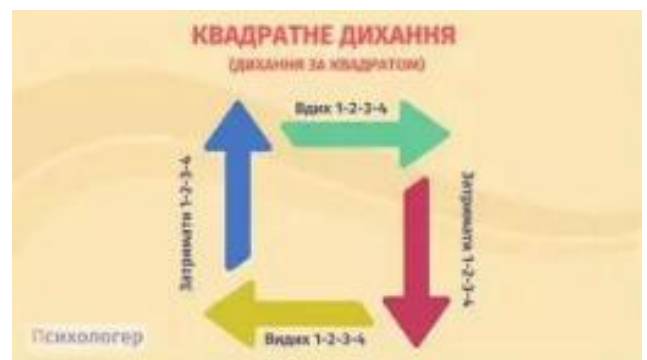 КВАДРАТНЕ ДИХАННЯ
(ДИХАННЯ ЗА КВАДРАТОМ)
Вдих 1-2-3-4
Затримати 1-2-3-4
Видих 1-2-3-4
Затримати 1-2-3-4
Психологер